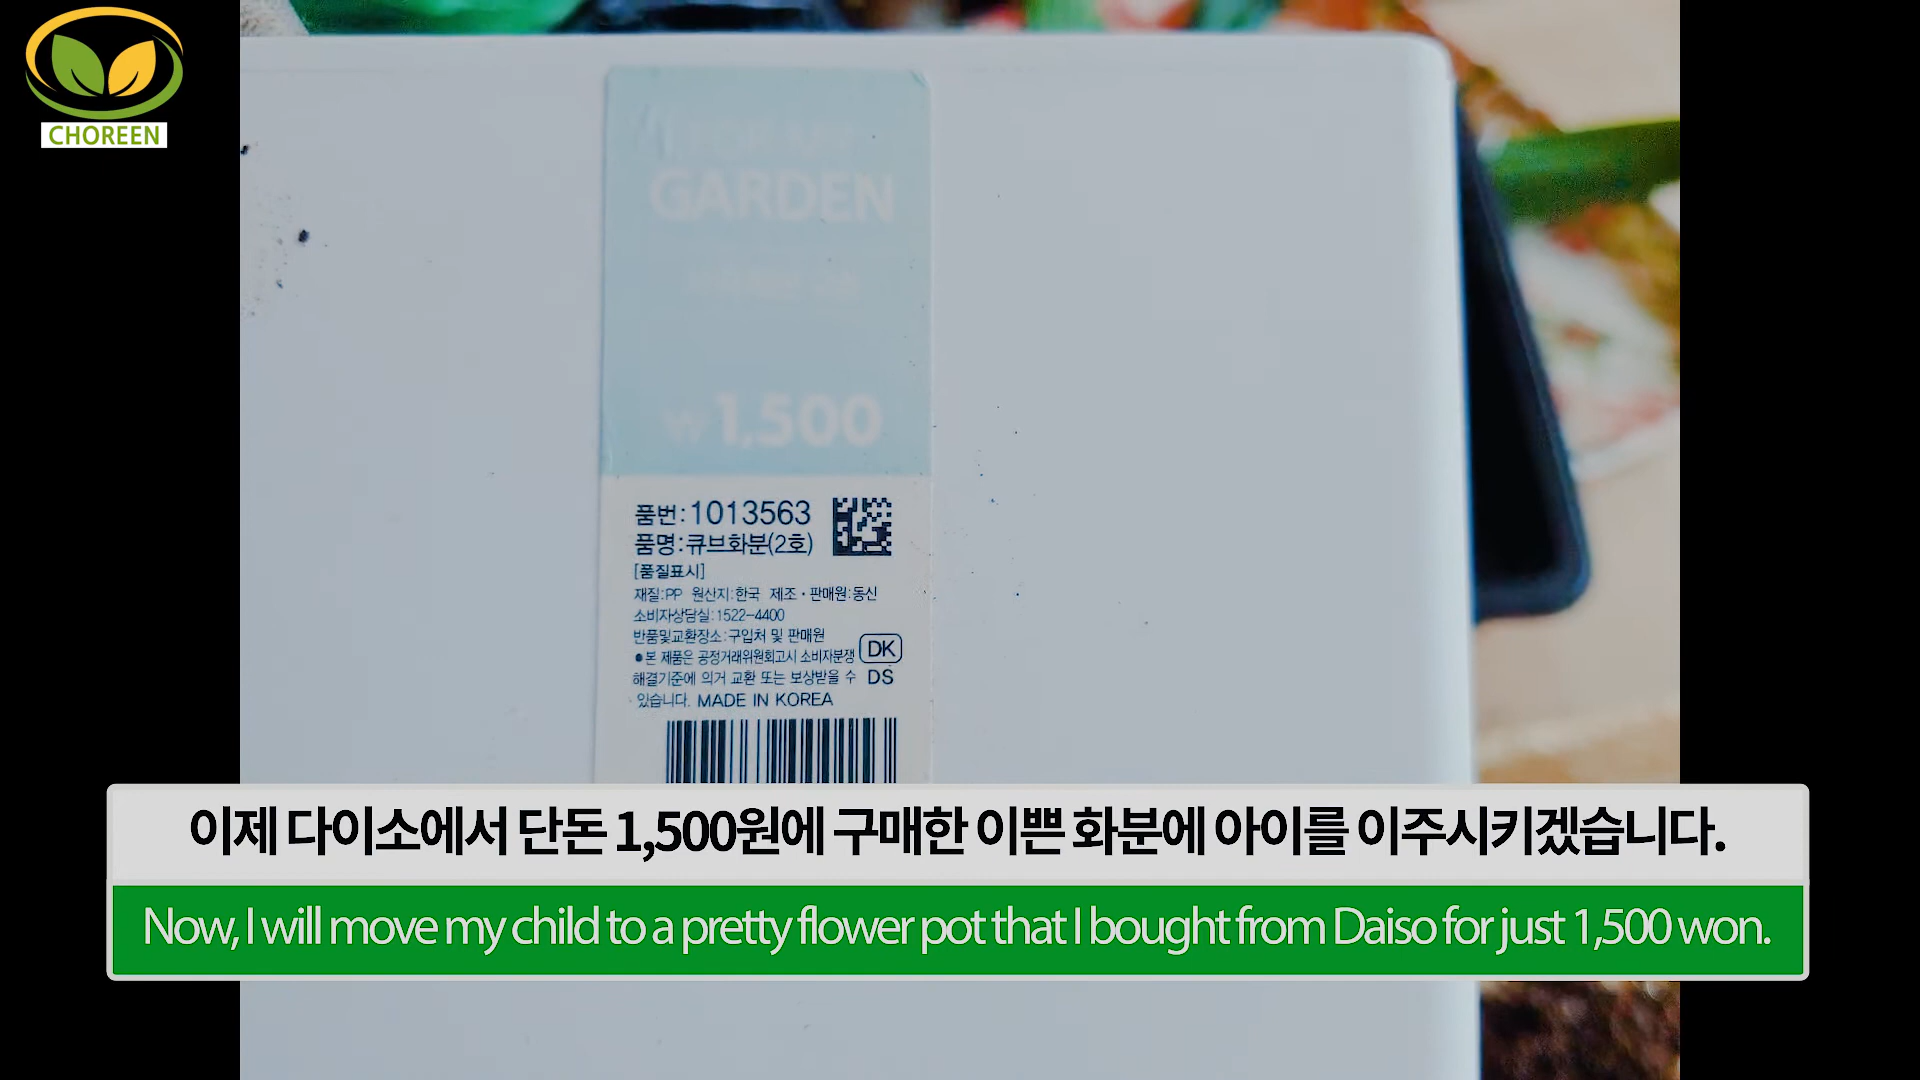 CHOREEN
GARDEN
₩1,500
품번:1013563
품명:큐브화분(2호)
[품질표시]
재질:PP 원산지:한국 제조·판매원:동신
소비자상담실:1522-4400
반품및교환장소:구입처 및 판매원
●본 제품은 공정거래위원회고시 소비자분쟁
해결기준에 의거 교환 또는 보상받을 수
있습니다. MADE IN KOREA
DK
DS
이제 다이소에서 단돈 1,500원에 구매한 이쁜 화분에 아이를 이주시키겠습니다.
Now, I will move my child to a pretty flower pot that I bought from Daiso for just 1,500 won.